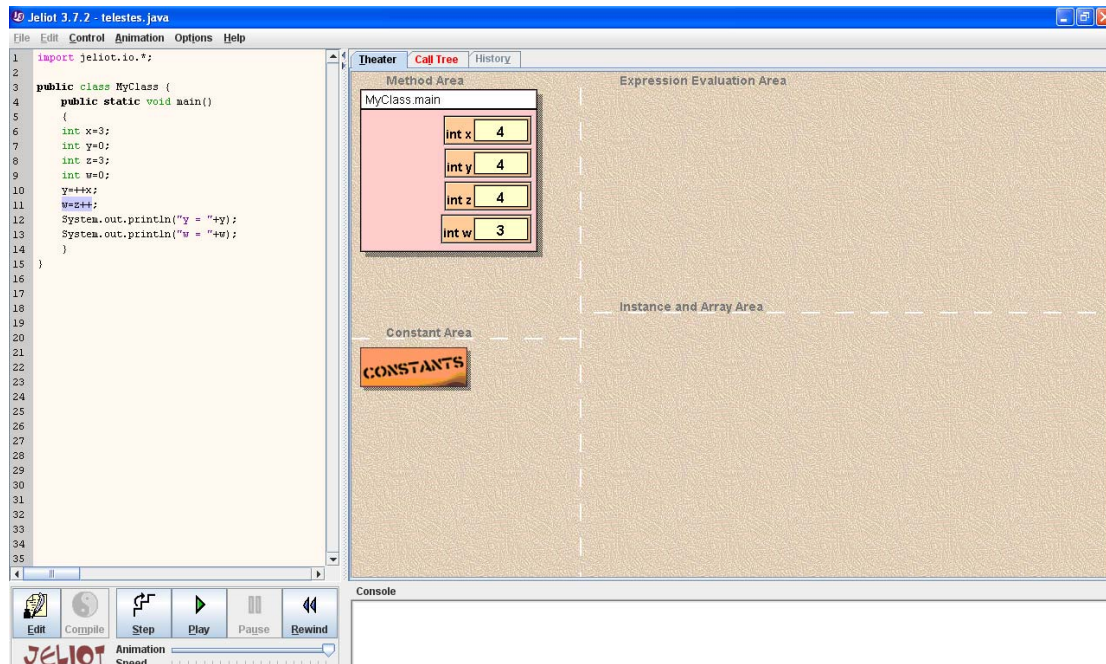 Jeliot 3.7.2 - telestes.java
File Edit Control Animation Options Help
1 import jeliot.io.*;
2
3 public class MyClass {
4 public static void main()
5 {
6 int x=3;
7 int y=0;
8 int z=3;
9 int w=0;
10 y=++x;
11 w=z++;
12 System.out.println("y = "+y);
13 System.out.println("w = "+w);
14 }
15 }
16
17
18
19
20
21
22
23
24
25
26
27
28
29
30
31
32
33
34
35
Theater Call Tree History
Method Area
MyClass.main
int x 4
int y 4
int z 4
int w 3
Expression Evaluation Area
Instance and Array Area
Constant Area
CONSTANTS
Edit Compile Step Play Pause Rewind
JELIOT
Animation
Speed
Console